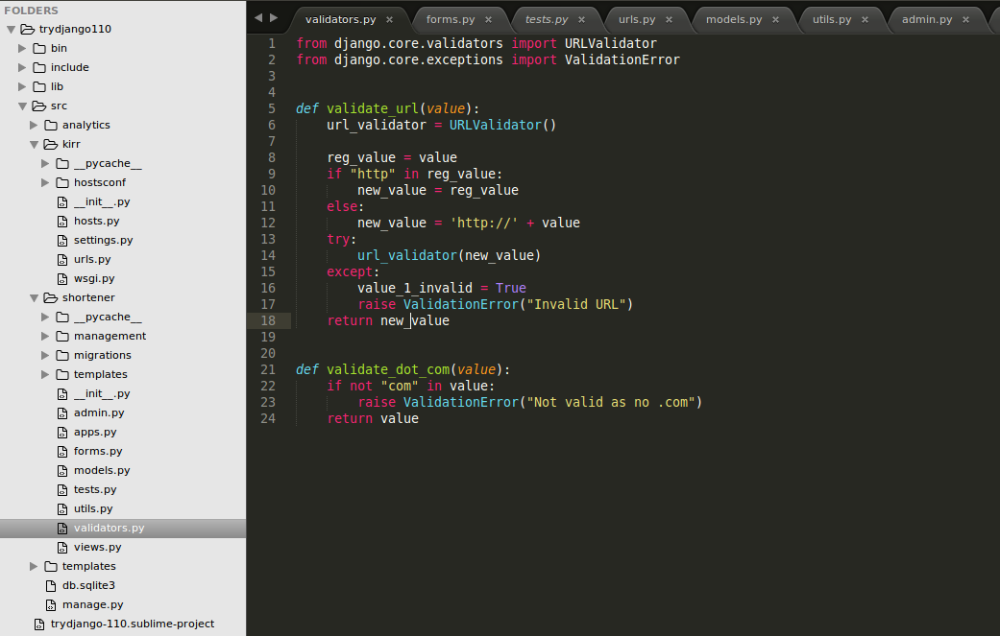 FOLDERS
trydjango110
bin
include
lib
src
analytics
kirr
__pycache__
hostsconf
__init__.py
hosts.py
settings.py
urls.py
wsgi.py
shortener
__pycache__
management
migrations
templates
__init__.py
admin.py
apps.py
forms.py
models.py
tests.py
utils.py
validators.py
views.py
templates
db.sqlite3
manage.py
trydjango-110.sublime-project
validators.py × forms.py × tests.py × urls.py × models.py × utils.py × admin.py ×
1 from django.core.validators import URLValidator
2 from django.core.exceptions import ValidationError
3
4
5 def validate_url(value):
6     url_validator = URLValidator()
7
8     reg_value = value
9     if "http" in reg_value:
10         new_value = reg_value
11     else:
12         new_value = 'http://' + value
13     try:
14         url_validator(new_value)
15     except:
16         value_1_invalid = True
17         raise ValidationError("Invalid URL")
18     return new_value
19
20
21 def validate_dot_com(value):
22     if not "com" in value:
23         raise ValidationError("Not valid as no .com")
24     return value